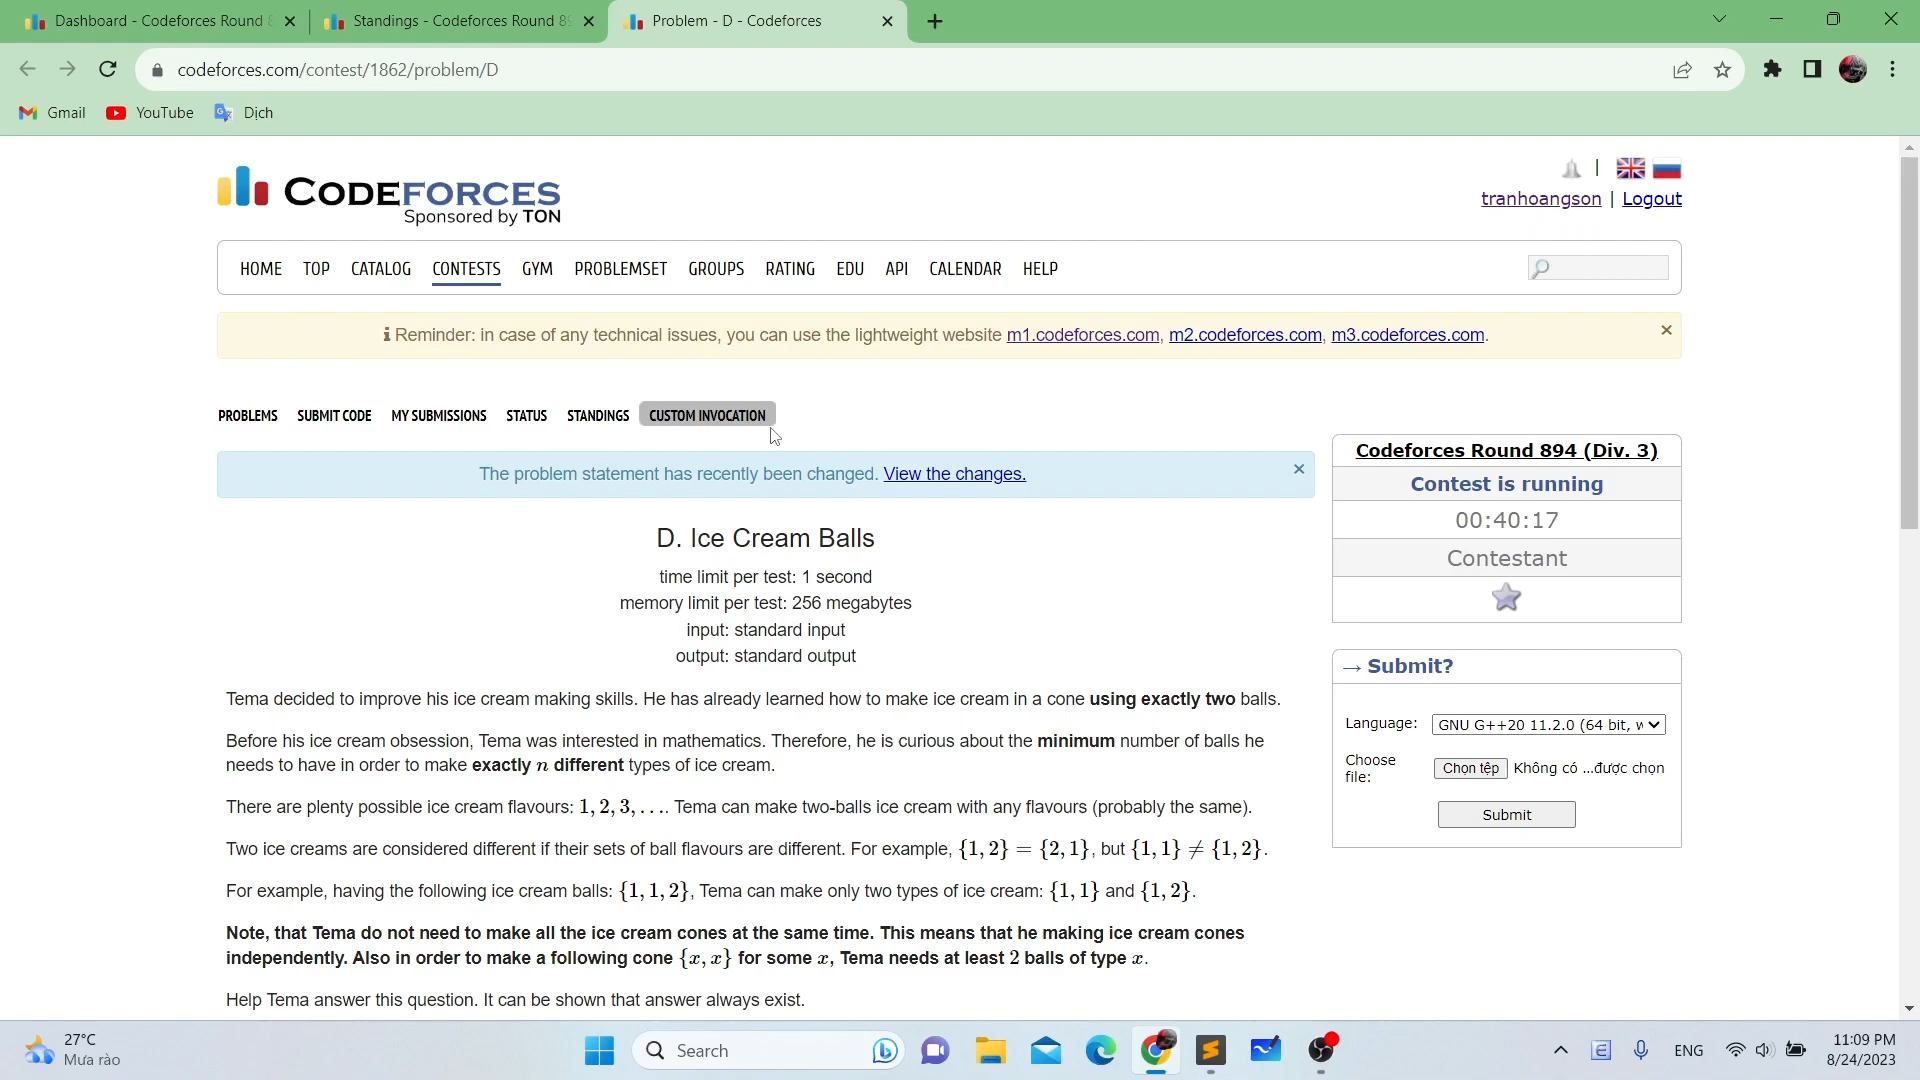 Dashboard - Codeforces Round 8
Standings - Codeforces Round 89
Problem - D - Codeforces
codeforces.com/contest/1862/problem/D
Gmail
YouTube
Dịch
CODEFORCES
Sponsored by TON
tranhoangson | Logout
HOME TOP CATALOG CONTESTS GYM PROBLEMSET GROUPS RATING EDU API CALENDAR HELP
Reminder: in case of any technical issues, you can use the lightweight website m1.codeforces.com, m2.codeforces.com, m3.codeforces.com.
PROBLEMS SUBMIT CODE MY SUBMISSIONS STATUS STANDINGS CUSTOM INVOCATION
The problem statement has recently been changed. View the changes.
D. Ice Cream Balls
time limit per test: 1 second
memory limit per test: 256 megabytes
input: standard input
output: standard output
Tema decided to improve his ice cream making skills. He has already learned how to make ice cream in a cone using exactly two balls.
Before his ice cream obsession, Tema was interested in mathematics. Therefore, he is curious about the minimum number of balls he
needs to have in order to make exactly n different types of ice cream.
There are plenty possible ice cream flavours: 1, 2, 3, .... Tema can make two-balls ice cream with any flavours (probably the same).
Two ice creams are considered different if their sets of ball flavours are different. For example, {1, 2} = {2, 1}, but {1, 1} ≠ {1, 2}.
For example, having the following ice cream balls: {1, 1, 2}, Tema can make only two types of ice cream: {1, 1} and {1, 2}.
Note, that Tema do not need to make all the ice cream cones at the same time. This means that he making ice cream cones
independently. Also in order to make a following cone {x, x} for some x, Tema needs at least 2 balls of type x.
Help Tema answer this question. It can be shown that answer always exist.
Codeforces Round 894 (Div. 3)
Contest is running
00:40:17
Contestant
→ Submit?
Language: GNU G++20 11.2.0 (64 bit, w
Choose
file:
Chọn tệp Không có ...được chọn
Submit
27°C
Mưa rào
Search
ENG
11:09 PM
8/24/2023